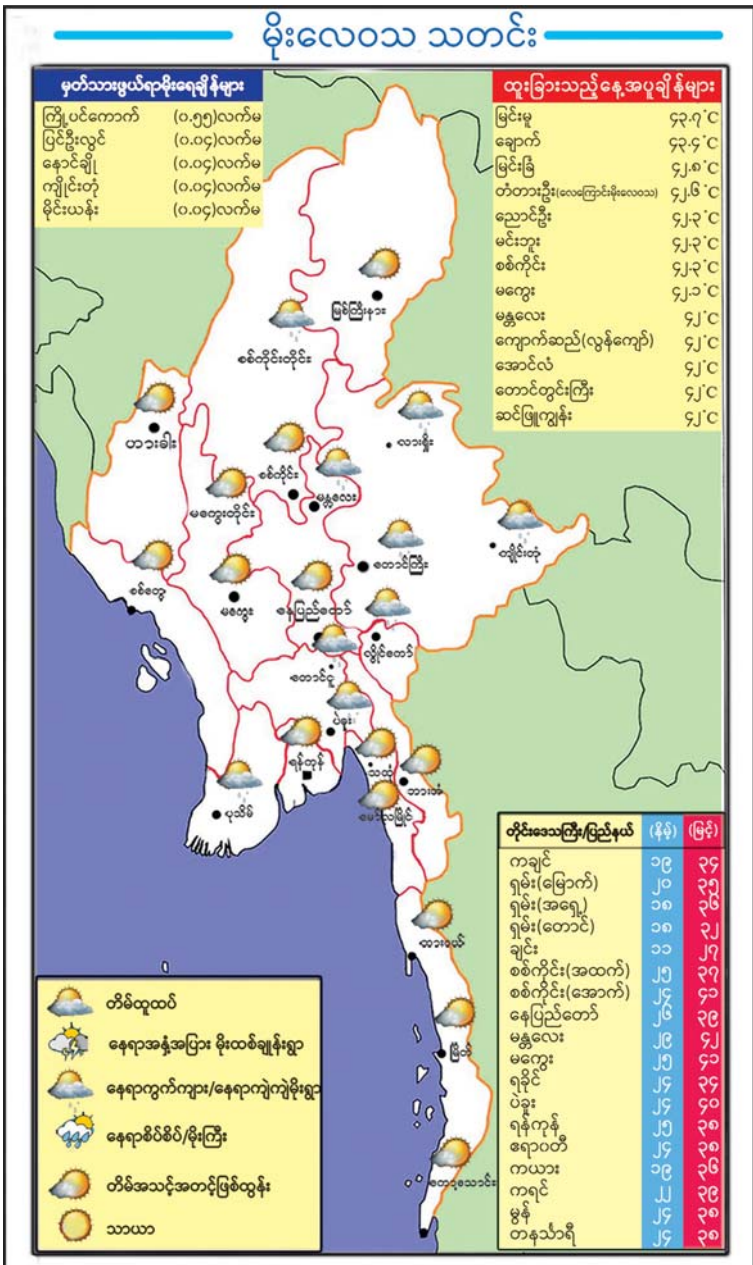 မိုးလေဝသ သတင်း
မှတ်သားဖွယ်ရာမိုးရေချိန်များ
ကြို့ပင်ကောက် (၀.၅၅)လက်မ
ပြင်ဦးလွင် (၀.၀၄)လက်မ
နောင်ချို (၀.၀၄)လက်မ
ကျိုင်းတုံ (၀.၀၄)လက်မ
မိုင်းယန်း (၀.၀၄)လက်မ
ထူးခြားသည့်နေ့အပူချိန်များ
မြင်းမူ ၄၃.၇°C
ချောက် ၄၃.၄°C
မြင်းခြံ ၄၂.၈°C
တံတားဦး(လေကြောင်းမိုးလေဝသ) ၄၂.၆°C
ညောင်ဦး ၄၂.၃°C
မင်းဘူး ၄၂.၃°C
စစ်ကိုင်း ၄၂.၃°C
မကွေး ၄၂.၁°C
မန္တလေး ၄၂°C
ကျောက်ဆည်(လွန်ကျော်) ၄၂°C
အောင်လံ ၄၂°C
တောင်တွင်းကြီး ၄၂°C
ဆင်ဖြူကျွန်း ၄၂°C
မြစ်ကြီးနား
စစ်ကိုင်းတိုင်း
ဟားခါး
လားရှိုး
စစ်ကိုင်း
မန္တလေး
မကွေးတိုင်း
ကျိုင်းတုံ
တောင်ကြီး
စစ်တွေ
မကွေး
နေပြည်တော်
လွိုင်ကော်
တောင်ငူ
ပဲခူး
ရန်ကုန်
သထုံ
ဘားအံ
မော်လမြိုင်
ပုသိမ်
ထားဝယ်
မြိတ်
ကော့သောင်း
တိုင်းဒေသကြီး/ပြည်နယ် (နိမ့်) (မြင့်)
ကချင် ၁၉ ၃၄
ရှမ်း(မြောက်) ၂၀ ၃၅
ရှမ်း(အရှေ့) ၁၈ ၃၆
ရှမ်း(တောင်) ၁၈ ၃၂
ချင်း ၁၁ ၂၇
စစ်ကိုင်း(အထက်) ၂၅ ၃၇
စစ်ကိုင်း(အောက်) ၂၄ ၄၁
နေပြည်တော် ၂၆ ၃၉
မန္တလေး ၂၉ ၄၂
မကွေး ၂၅ ၄၁
ရခိုင် ၂၄ ၃၄
ပဲခူး ၂၄ ၄၀
ရန်ကုန် ၂၅ ၃၈
ဧရာဝတီ ၂၄ ၃၈
ကယား ၁၉ ၃၆
ကရင် ၂၂ ၃၉
မွန် ၂၄ ၃၈
တနင်္သာရီ ၂၄ ၃၈
တိမ်ထူထပ်
နေရာအနှံ့အပြား မိုးထစ်ချုန်းရွာ
နေရာကွက်ကျား/နေရာကျဲကျဲမိုးရွာ
နေရာစိပ်စိပ်/မိုးကြီး
တိမ်အသင့်အတင့်ဖြစ်ထွန်း
သာယာ